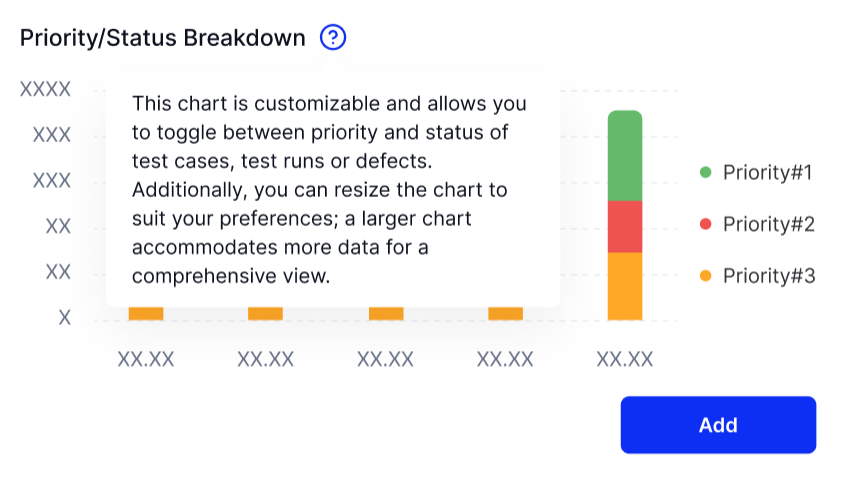 Priority/Status Breakdown ?
XXXX
XXX
XXX
XX
XX
X
This chart is customizable and allows you
to toggle between priority and status of
test cases, test runs or defects.
Additionally, you can resize the chart to
suit your preferences; a larger chart
accommodates more data for a
comprehensive view.
Priority#1
Priority#2
Priority#3
XX.XX XX.XX XX.XX XX.XX XX.XX
Add